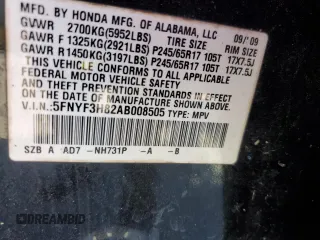 MFD. BY HONDA MFG. OF ALABAMA, LLC 09/'09
GVWR 2700KG(5952LBS) TIRE SIZE RIM SIZE
GAWR F 1325KG(2921LBS) P245/65R17 105T 17X7.5J
GAWR R1450KG(3197LBS) P245/65R17 105T 17X7.5J
THIS VEHICLE CONFORMS TO ALL APPLICABLE
FEDERAL MOTOR VEHICLE SAFETY AND
THEFT PREVENTION STANDARDS IN EFFECT ON THE
DATE OF MANUFACTURE SHOWN ABOVE.
V.I.N.:5FNYF3H82AB008505 TYPE: MPV
SZB A AD7 -NH731P -A -B